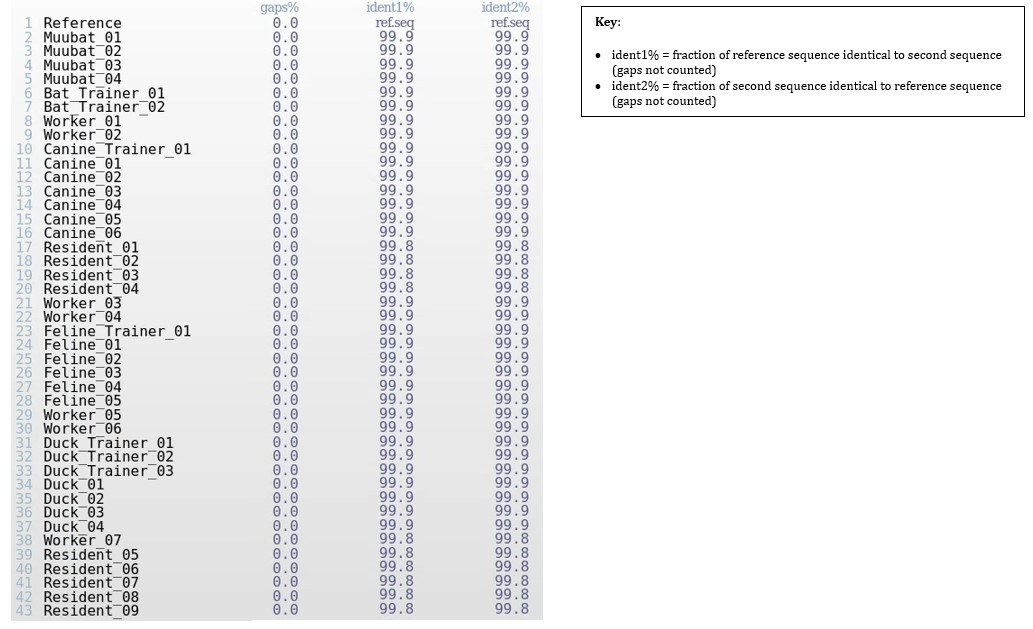 gaps% ident1% ident2%
1 Reference 0.0 ref.seq ref.seq
2 Muubat_01 0.0 99.9 99.9
3 Muubat_02 0.0 99.9 99.9
4 Muubat_03 0.0 99.9 99.9
5 Muubat_04 0.0 99.9 99.9
6 Bat_Trainer_01 0.0 99.9 99.9
7 Bat_Trainer_02 0.0 99.9 99.9
8 Worker_01 0.0 99.9 99.9
9 Worker_02 0.0 99.9 99.9
10 Canine_Trainer_01 0.0 99.9 99.9
11 Canine_01 0.0 99.9 99.9
12 Canine_02 0.0 99.9 99.9
13 Canine_03 0.0 99.9 99.9
14 Canine_04 0.0 99.9 99.9
15 Canine_05 0.0 99.9 99.9
16 Canine_06 0.0 99.9 99.9
17 Resident_01 0.0 99.8 99.8
18 Resident_02 0.0 99.8 99.8
19 Resident_03 0.0 99.8 99.8
20 Resident_04 0.0 99.8 99.8
21 Worker_03 0.0 99.9 99.9
22 Worker_04 0.0 99.9 99.9
23 Feline_Trainer_01 0.0 99.9 99.9
24 Feline_01 0.0 99.9 99.9
25 Feline_02 0.0 99.9 99.9
26 Feline_03 0.0 99.9 99.9
27 Feline_04 0.0 99.9 99.9
28 Feline_05 0.0 99.9 99.9
29 Worker_05 0.0 99.9 99.9
30 Worker_06 0.0 99.9 99.9
31 Duck_Trainer_01 0.0 99.9 99.9
32 Duck_Trainer_02 0.0 99.9 99.9
33 Duck_Trainer_03 0.0 99.9 99.9
34 Duck_01 0.0 99.9 99.9
35 Duck_02 0.0 99.9 99.9
36 Duck_03 0.0 99.9 99.9
37 Duck_04 0.0 99.9 99.9
38 Worker_07 0.0 99.8 99.8
39 Resident_05 0.0 99.8 99.8
40 Resident_06 0.0 99.8 99.8
41 Resident_07 0.0 99.8 99.8
42 Resident_08 0.0 99.8 99.8
43 Resident_09 0.0 99.8 99.8
Key:
• ident1% = fraction of reference sequence identical to second sequence
(gaps not counted)
• ident2% = fraction of second sequence identical to reference sequence
(gaps not counted)